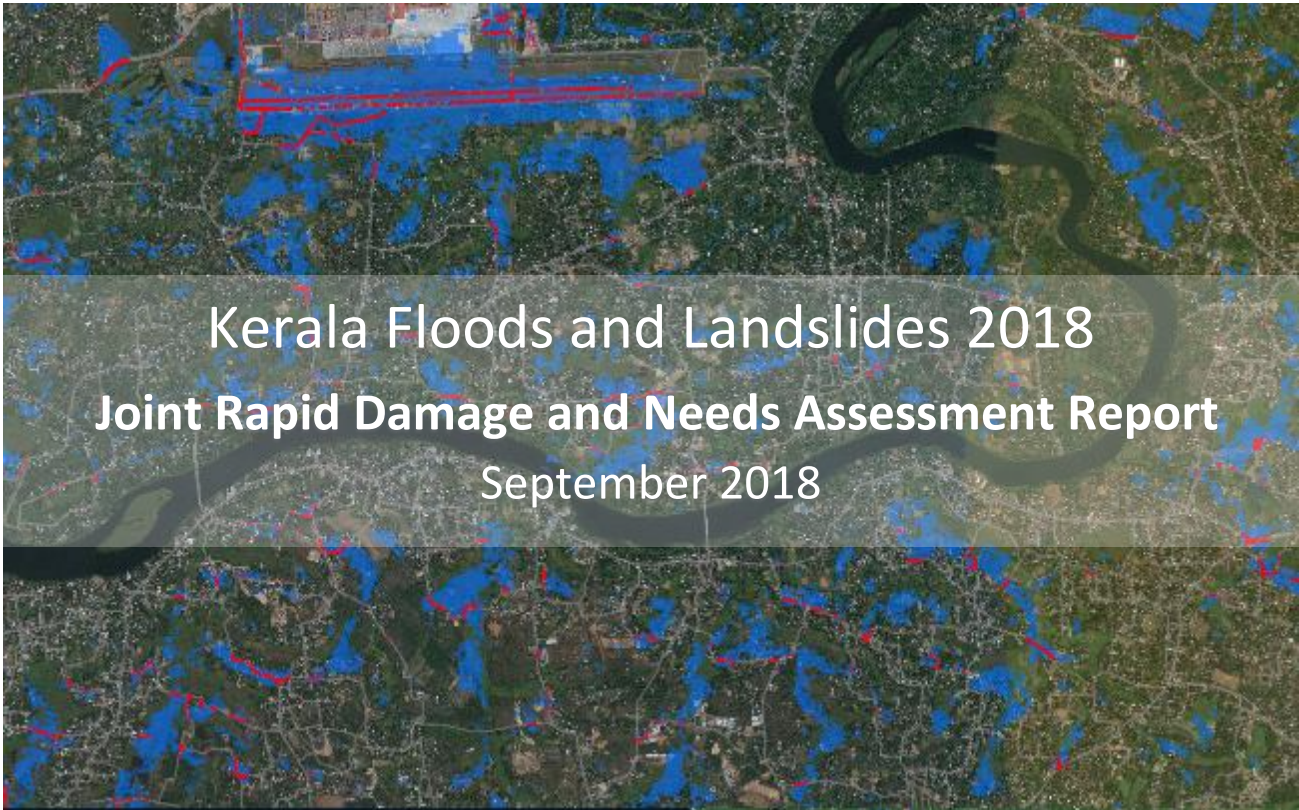 Kerala Floods and Landslides 2018
Joint Rapid Damage and Needs Assessment Report
September 2018